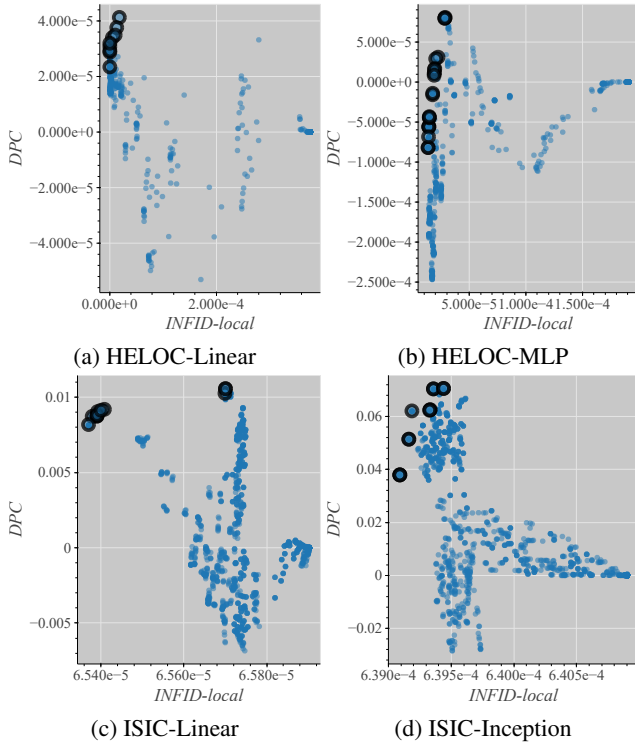 4.000e−5
2.000e−5
0.000e+0
−2.000e−5
−4.000e−5
DPC
0.000e+0 2.000e−4
INFID-local
(a) HELOC-Linear
5.000e−5
0.000e+0
−5.000e−5
−1.000e−4
−1.500e−4
−2.000e−4
−2.500e−4
DPC
5.000e−5 1.000e−4 1.500e−4
INFID-local
(b) HELOC-MLP
0.01
0.005
0
−0.005
DPC
6.540e−5 6.560e−5 6.580e−5
INFID-local
(c) ISIC-Linear
0.06
0.04
0.02
0
−0.02
DPC
6.390e−4 6.395e−4 6.400e−4 6.405e−4
INFID-local
(d) ISIC-Inception